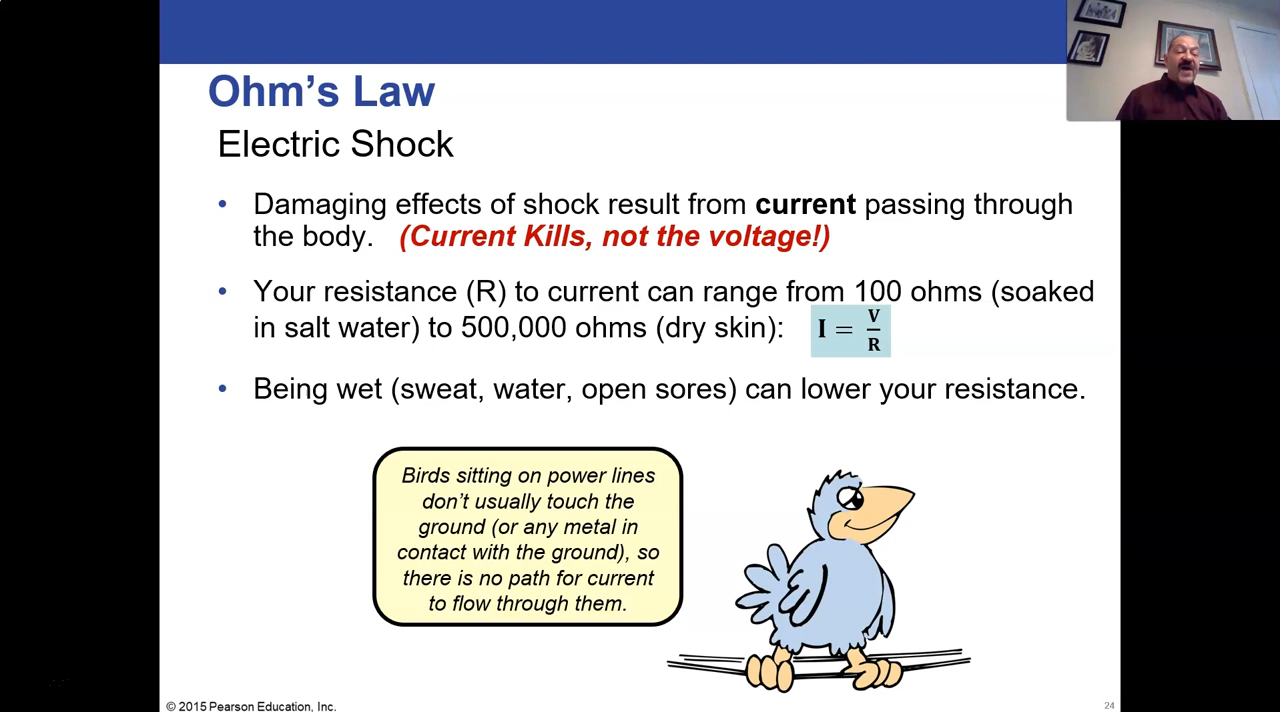 Ohm's Law
Electric Shock
• Damaging effects of shock result from current passing through
the body. (Current Kills, not the voltage!)
• Your resistance (R) to current can range from 100 ohms (soaked
in salt water) to 500,000 ohms (dry skin): I = V/R
• Being wet (sweat, water, open sores) can lower your resistance.
Birds sitting on power lines
don't usually touch the
ground (or any metal in
contact with the ground), so
there is no path for current
to flow through them.
© 2015 Pearson Education, Inc.
24